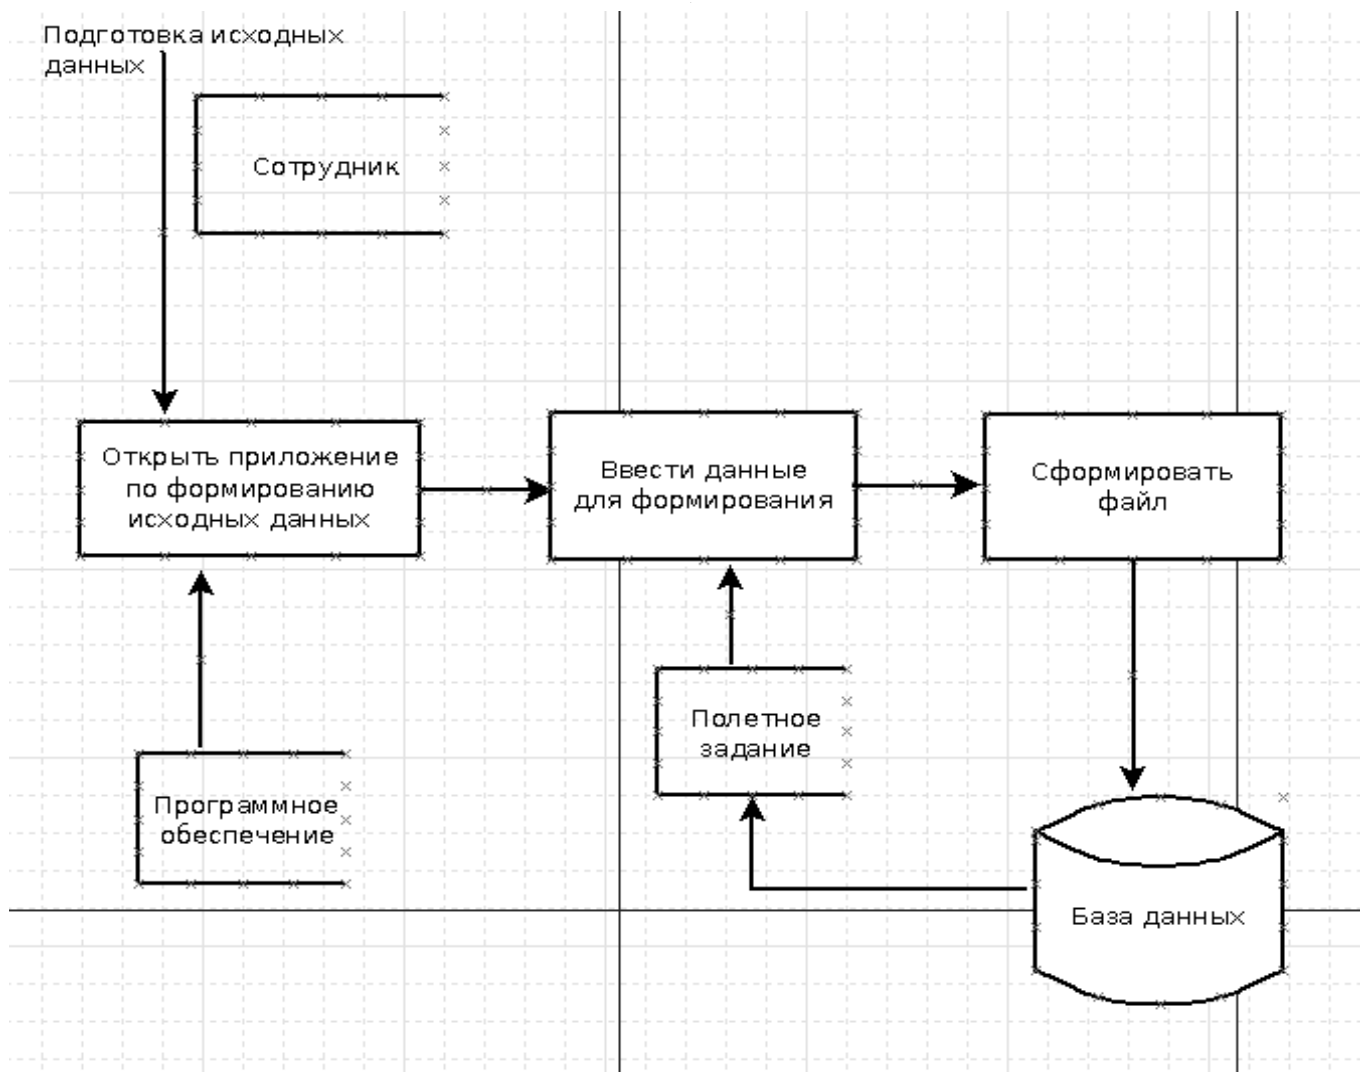 Подготовка исходных
данных
Сотрудник
Открыть приложение
по формированию
исходных данных
Ввести данные
для формирования
Сформировать
файл
Полетное
задание
Программное
обеспечение
База данных